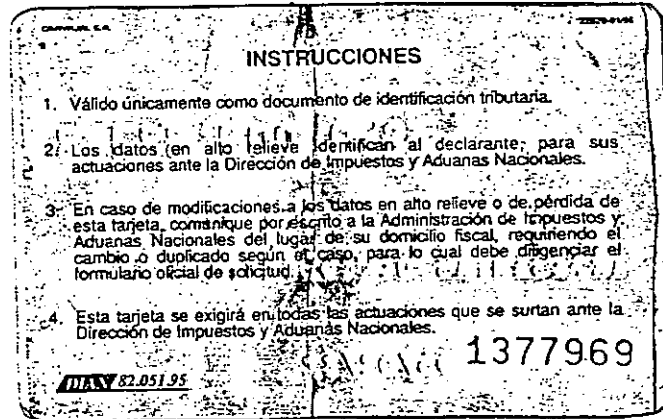 CARVAJAL S.A.
INSTRUCCIONES
1. Válido únicamente como documento de identificación tributaria.
2. Los datos en alto relieve identifican al declarante, para sus
actuaciones ante la Dirección de Impuestos y Aduanas Nacionales.
3. En caso de modificaciones a los datos en alto relieve o de pérdida de
esta tarjeta, comunique por escrito a la Administración de Impuestos y
Aduanas Nacionales del lugar de su domicilio fiscal, requiriendo el
cambio o duplicado según el caso, para lo cual debe diligenciar el
formulario oficial de solicitud.
4. Esta tarjeta se exigirá en todas las actuaciones que se surtan ante la
Dirección de Impuestos y Aduanas Nacionales.
1377969
DIAN 82.051.95